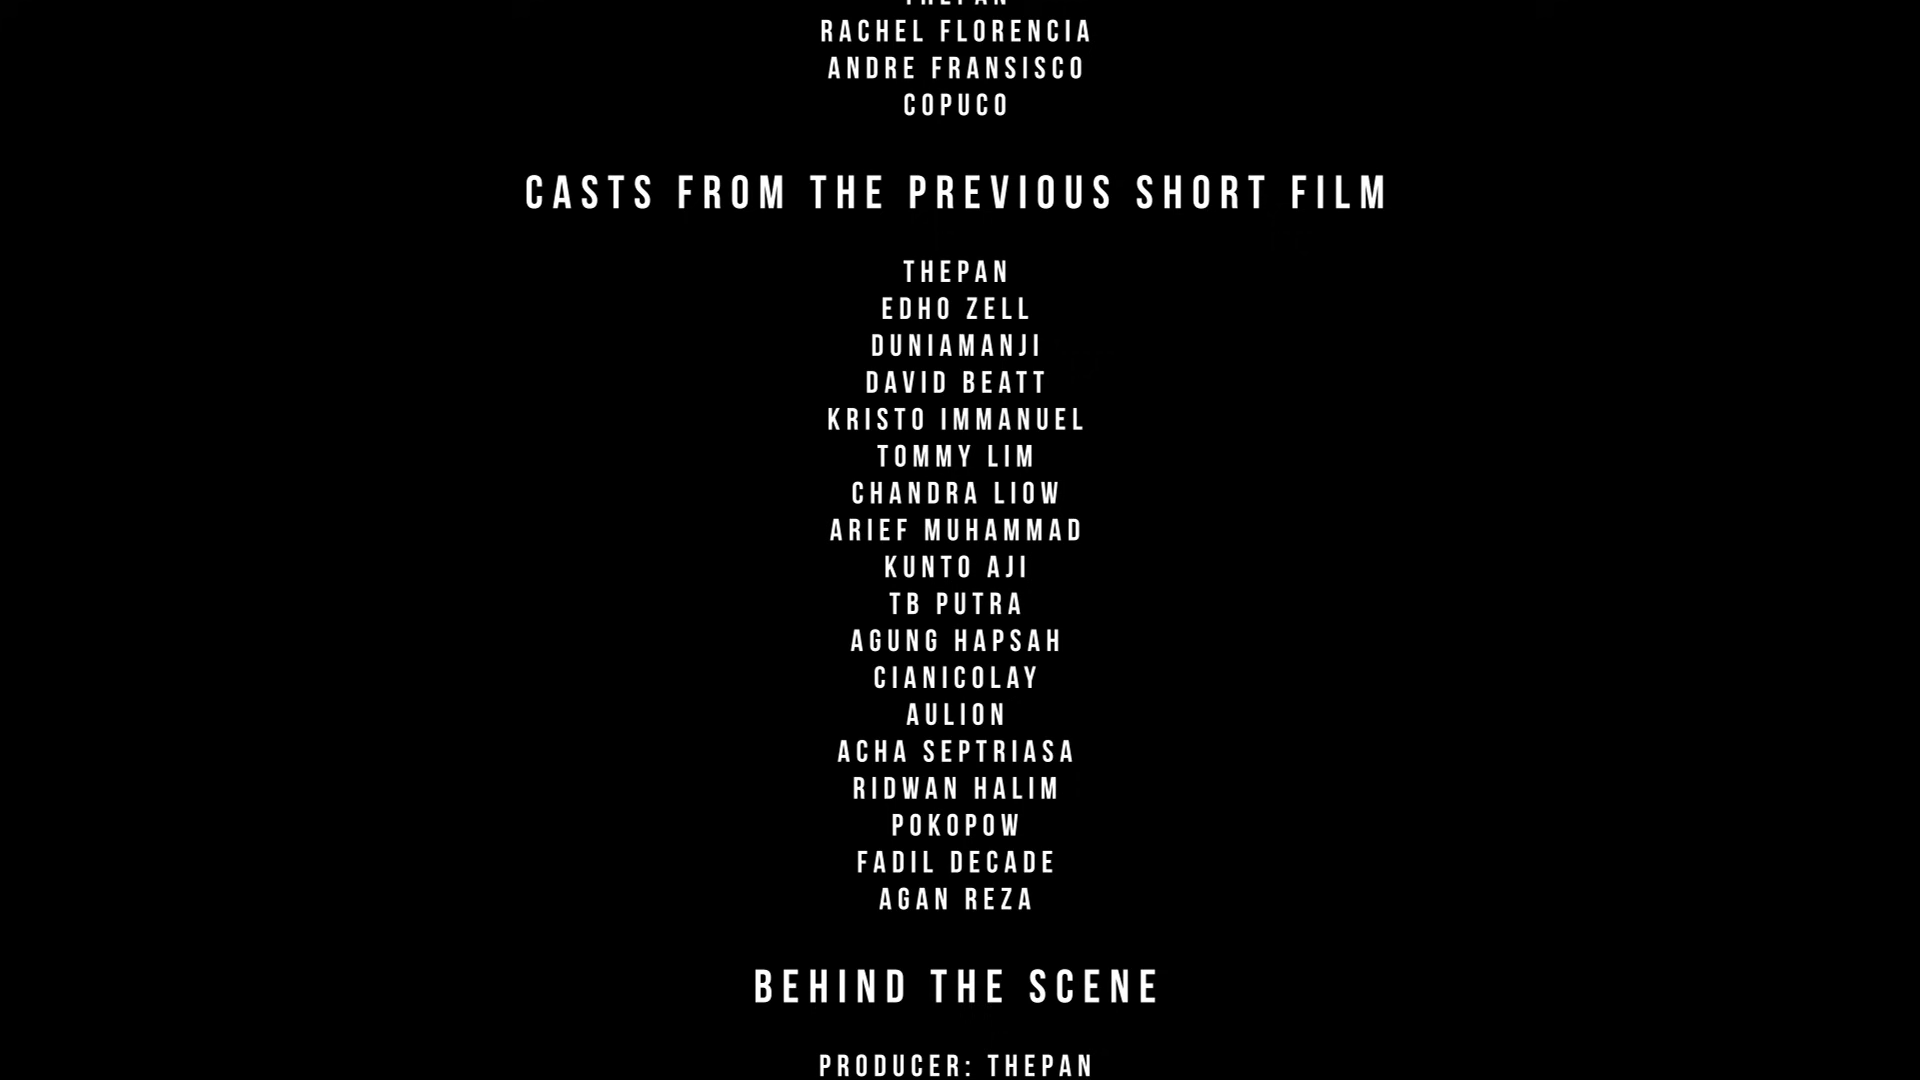 THEPAN
RACHEL FLORENCIA
ANDRE FRANSISCO
COPUCO
CASTS FROM THE PREVIOUS SHORT FILM
THEPAN
EDHO ZELL
DUNIAMANJI
DAVID BEATT
KRISTO IMMANUEL
TOMMY LIM
CHANDRA LIOW
ARIEF MUHAMMAD
KUNTO AJI
TB PUTRA
AGUNG HAPSAH
CIANICOLAY
AULION
ACHA SEPTRIASA
RIDWAN HALIM
POKOPOW
FADIL DECADE
AGAN REZA
BEHIND THE SCENE
PRODUCER: THEPAN